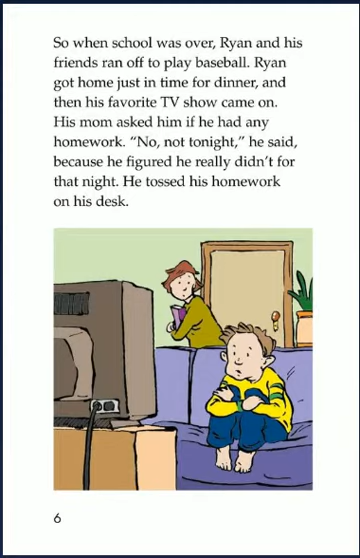 So when school was over, Ryan and his
friends ran off to play baseball. Ryan
got home just in time for dinner, and
then his favorite TV show came on.
His mom asked him if he had any
homework. “No, not tonight,” he said,
because he figured he really didn’t for
that night. He tossed his homework
on his desk.
6